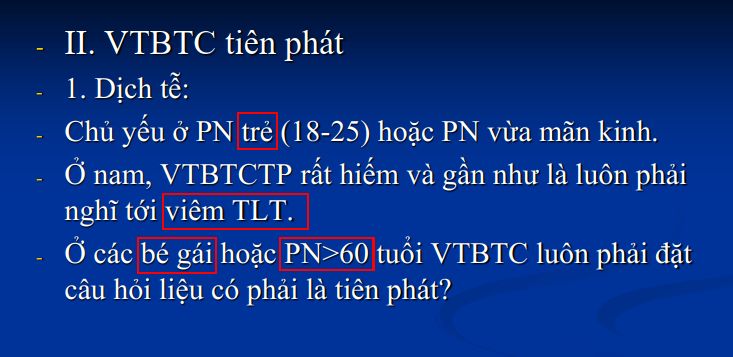 - II. VTBTC tiên phát
- 1. Dịch tễ:
- Chủ yếu ở PN trẻ (18-25) hoặc PN vừa mãn kinh.
- Ở nam, VTBTCTP rất hiếm và gần như là luôn phải
nghĩ tới viêm TLT.
- Ở các bé gái hoặc PN>60 tuổi VTBTC luôn phải đặt
câu hỏi liệu có phải là tiên phát?